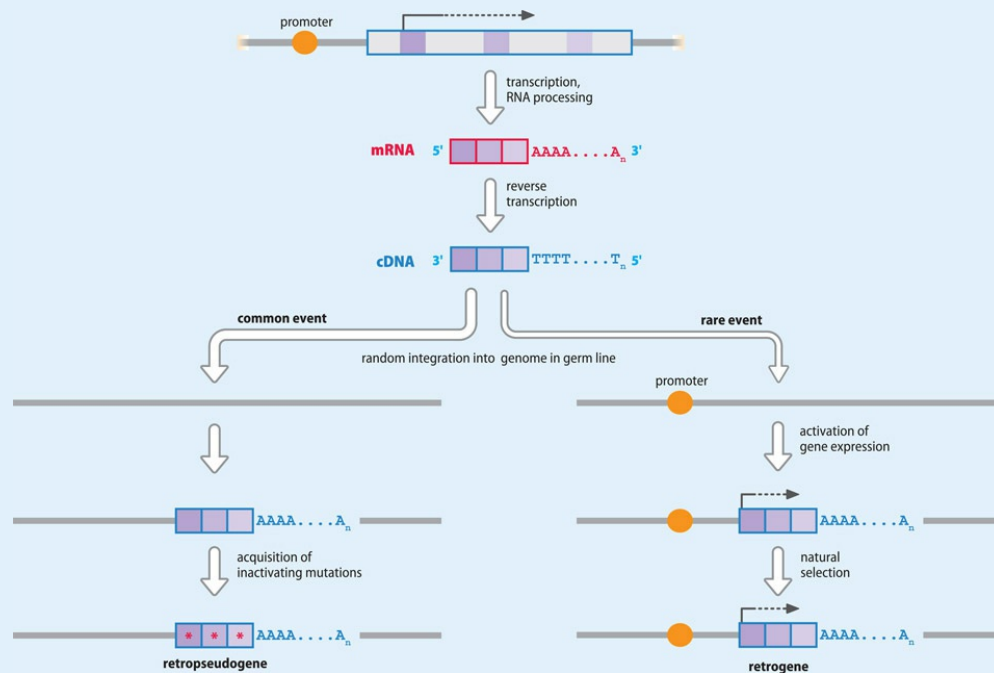 promoter
transcription,
RNA processing
mRNA 5' AAAA....An 3'
reverse
transcription
cDNA 3' TTTT....Tn 5'
common event
rare event
random integration into genome in germ line
promoter
activation of
gene expression
AAAA....An
AAAA....An
acquisition of
inactivating mutations
natural
selection
* * * AAAA....An
AAAA....An
retropseudogene
retrogene